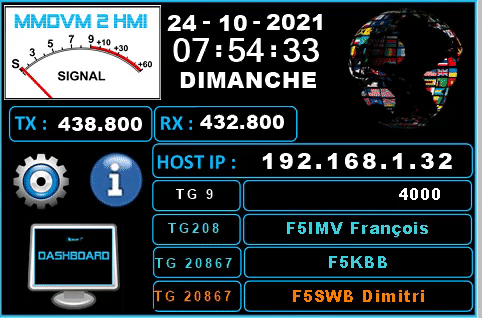 MMDVM 2 HMI
S 3 5 7 9 +10 +30 +60
SIGNAL
24 - 10 - 2021
07:54:33
DIMANCHE
TX : 438.800
RX : 432.800
HOST IP : 192.168.1.32
TG 9 4000
TG208 F5IMV François
TG 20867 F5KBB
TG 20867 F5SWB Dimitri
i
DASHBOARD